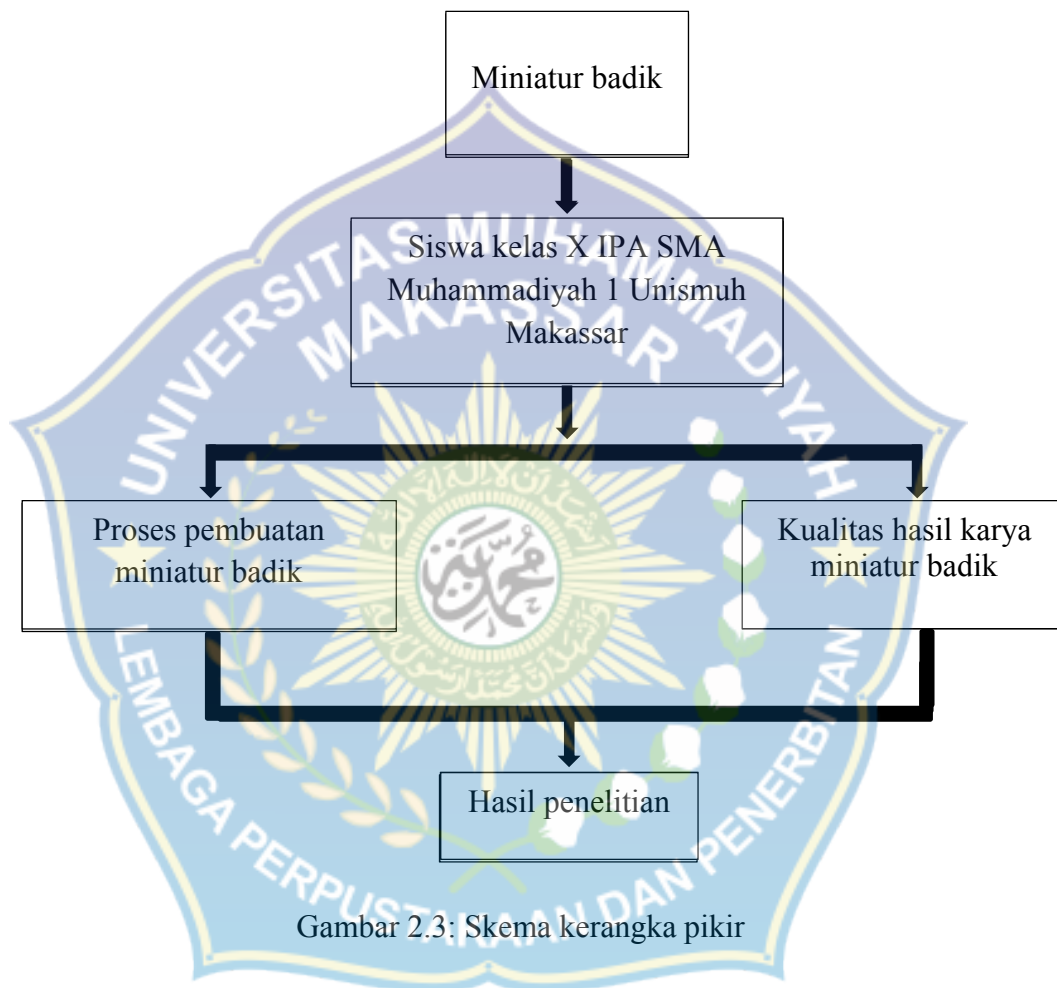 Miniatur badik
Siswa kelas X IPA SMA
Muhammadiyah 1 Unismuh
Makassar
Proses pembuatan
miniatur badik
Kualitas hasil karya
miniatur badik
Hasil penelitian
Gambar 2.3: Skema kerangka pikir
UNIVERSITAS MUHAMMADIYAH
MAKASSAR
LEMBAGA PERPUSTAKAAN DAN PENERBITAN